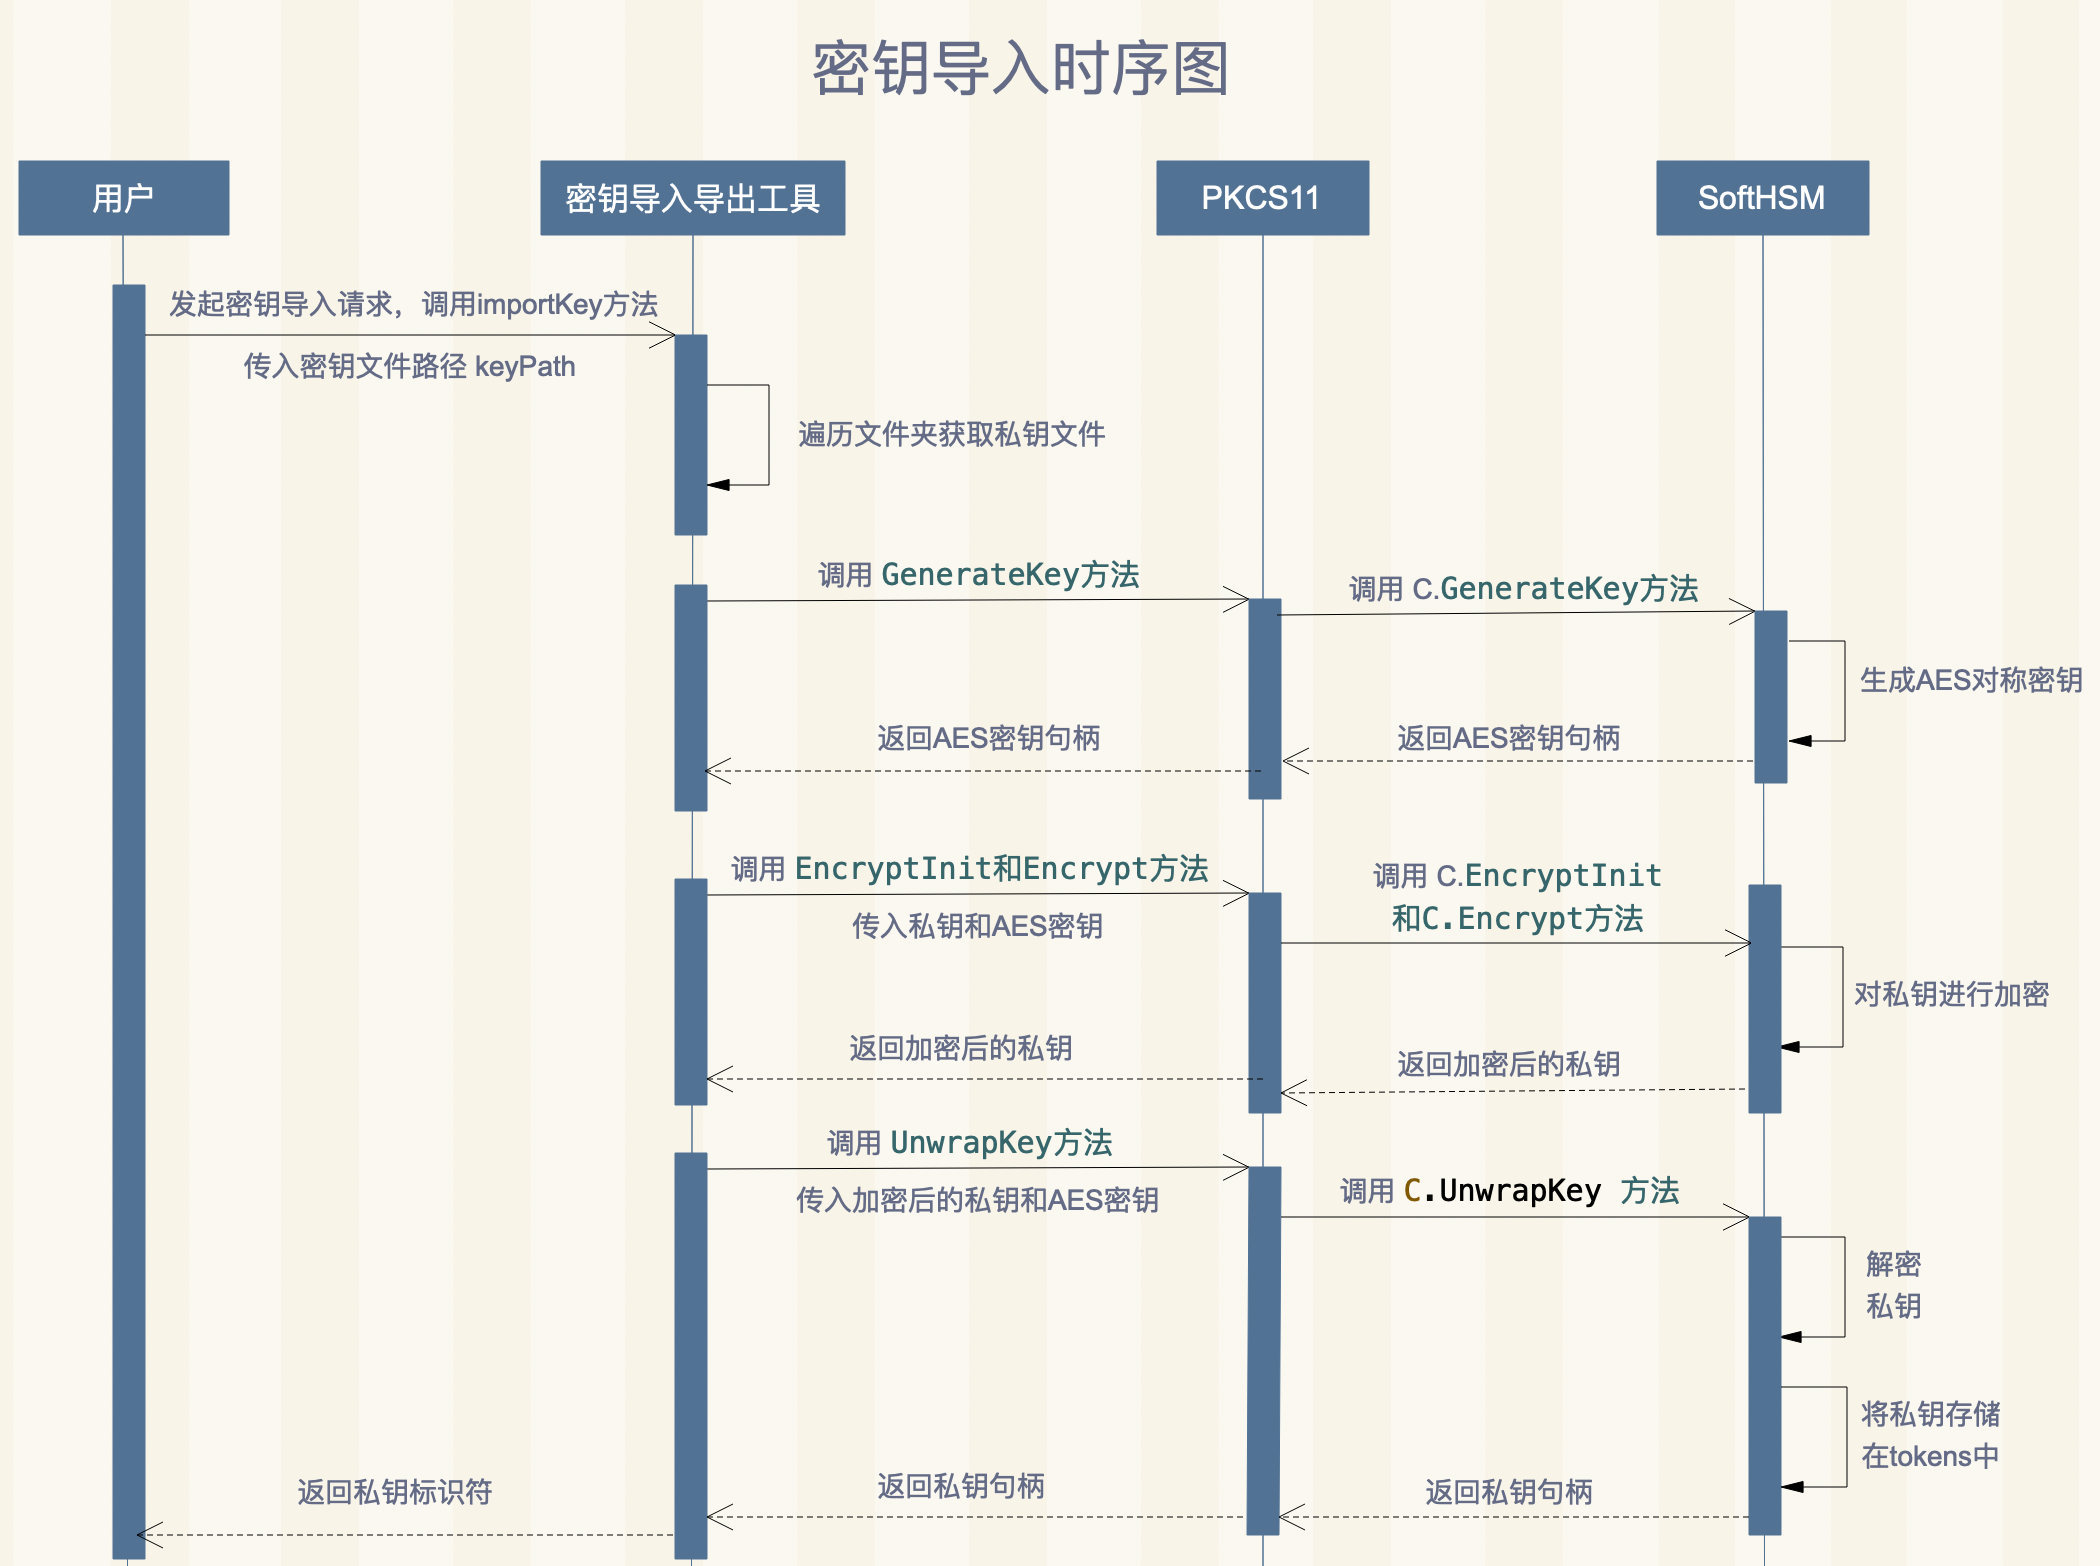 密钥导入时序图
用户
密钥导入导出工具
PKCS11
SoftHSM
发起密钥导入请求，调用importKey方法
传入密钥文件路径 keyPath
遍历文件夹获取私钥文件
调用 GenerateKey方法
调用 C.GenerateKey方法
生成AES对称密钥
返回AES密钥句柄
返回AES密钥句柄
调用 EncryptInit和Encrypt方法
传入私钥和AES密钥
调用 C.EncryptInit
和C.Encrypt方法
对私钥进行加密
返回加密后的私钥
返回加密后的私钥
调用 UnwrapKey方法
传入加密后的私钥和AES密钥
调用 C.UnwrapKey 方法
解密
私钥
将私钥存储
在tokens中
返回私钥句柄
返回私钥句柄
返回私钥标识符